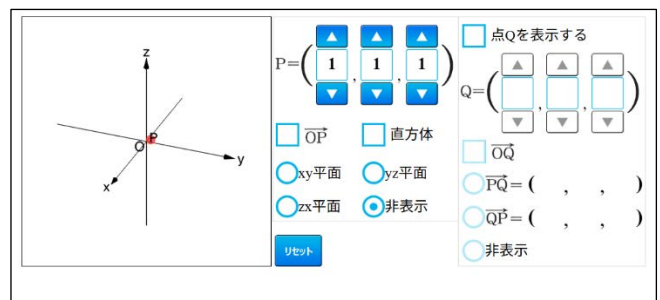 z
O P
y
x
P=( 1 , 1 , 1 )
OP 直方体
xy平面 yz平面
zx平面 非表示
リセット
点Qを表示する
Q=( , , )
OQ
PQ= ( , , )
QP= ( , , )
非表示